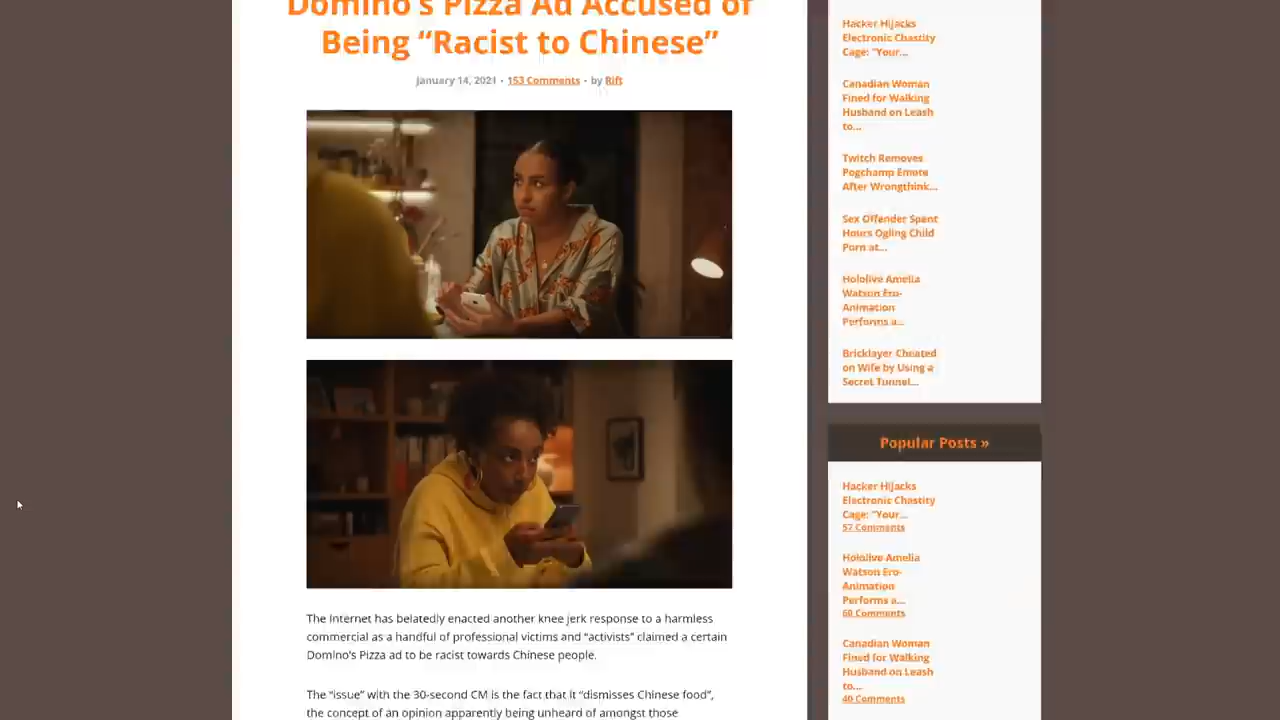 Domino's Pizza Ad Accused of
Being “Racist to Chinese”
January 14, 2021 • 153 Comments • by Rift
The Internet has belatedly enacted another knee jerk response to a harmless
commercial as a handful of professional victims and “activists” claimed a certain
Domino's Pizza ad to be racist towards Chinese people.
The “issue” with the 30-second CM is the fact that it “dismisses Chinese food”,
the concept of an opinion apparently being unheard of amongst those
Hacker Hijacks
Electronic Chastity
Cage: “Your...
Canadian Woman
Fined for Walking
Husband on Leash
to...
Twitch Removes
Pogchamp Emote
After Wrongthink...
Sex Offender Spent
Hours Ogling Child
Porn at...
Hololive Amelia
Watson Ero-
Animation
Performs a...
Bricklayer Cheated
on Wife by Using a
Secret Tunnel...
Popular Posts »
Hacker Hijacks
Electronic Chastity
Cage: “Your...
57 Comments
Hololive Amelia
Watson Ero-
Animation
Performs a...
60 Comments
Canadian Woman
Fined for Walking
Husband on Leash
to...
40 Comments